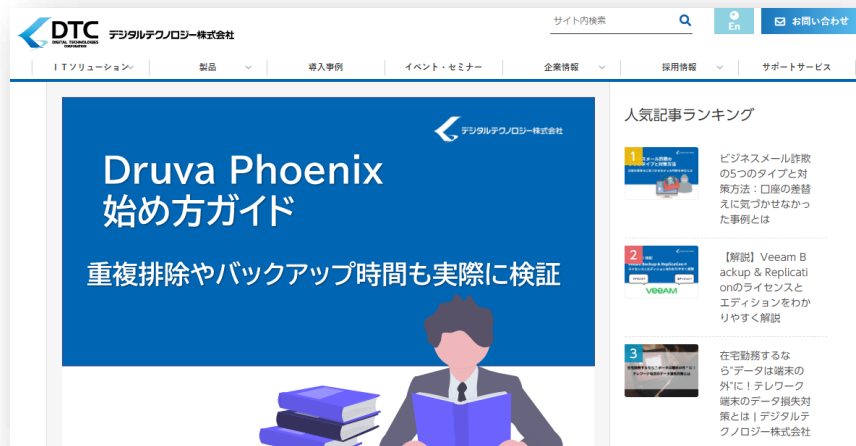 DTC
DIGITAL TECHNOLOGIES
CORPORATION
デジタルテクノロジー株式会社
サイト内検索
En
お問い合わせ
ITソリューション
製品
導入事例
イベント・セミナー
企業情報
採用情報
サポートサービス
デジタルテクノロジー株式会社
Druva Phoenix
始め方ガイド
重複排除やバックアップ時間も実際に検証
人気記事ランキング
1
ビジネスメール詐欺
の5つのタイプと対
策方法：口座の差替
えに気づかせなかっ
た事例とは
2
VEEAM
【解説】Veeam B
ackup & Replicati
onのライセンスと
エディションをわか
りやすく解説
3
在宅勤務するな
ら”データは端末の
外”に！テレワーク
端末のデータ損失対
策とは | デジタルテ
クノロジー株式会社